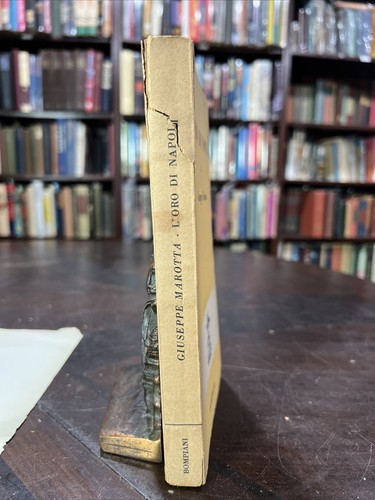 GIUSEPPE MAROTTA - L'ORO DI NAPOLI
BOMPIANI